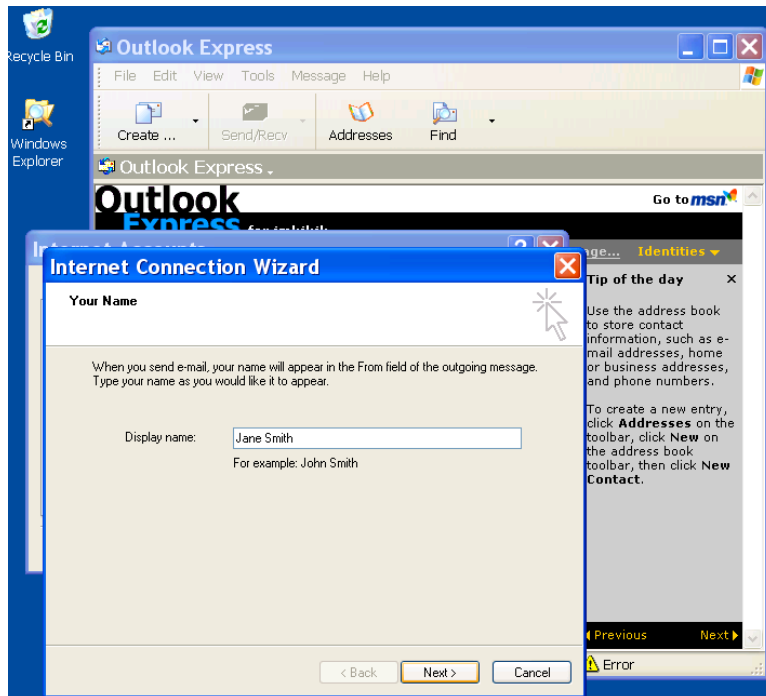 Recycle Bin
Windows
Explorer
Outlook Express
File Edit View Tools Message Help
Create ... Send/Recv Addresses Find
Outlook Express
Outlook
Go to msn
Express
Identities
Internet Accounts
Internet Connection Wizard
Your Name
When you send e-mail, your name will appear in the From field of the outgoing message.
Type your name as you would like it to appear.
Display name: Jane Smith
For example: John Smith
< Back Next > Cancel
Tip of the day X
Use the address book
to store contact
information, such as e-
mail addresses, home
or business addresses,
and phone numbers.
To create a new entry,
click Addresses on the
toolbar, click New on
the address book
toolbar, then click New
Contact.
Previous Next
Error